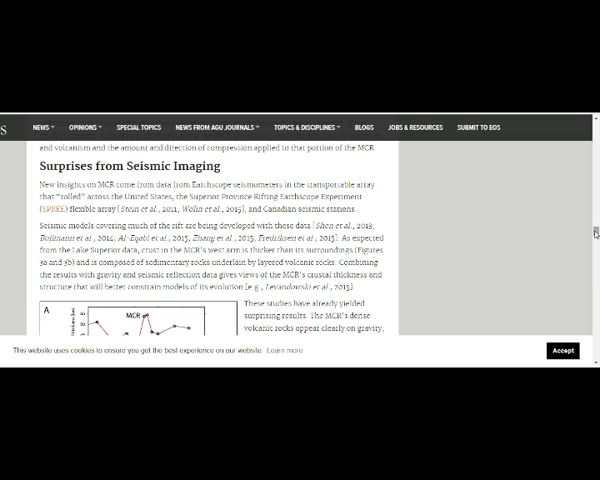 S NEWS OPINIONS SPECIAL TOPICS NEWS FROM AGU JOURNALS TOPICS & DISCIPLINES BLOGS JOBS & RESOURCES SUBMIT TO EOS
and volcanism and the amount and direction of compression applied to that portion of the MCR
Surprises from Seismic Imaging
New insights on MCR come from data from Earthscope seismometers in the transportable array
that "rolled" across the United States, the Superior Province Rifting Earthscope Experiment
(SPREE) flexible array [Stein et al., 2011; Wolin et al., 2015], and Canadian seismic stations.
Seismic models covering much of the rift are being developed with these data [Shen et al., 2013;
Bollmann et al., 2014; Al-Eqabi et al., 2015; Zhang et al., 2015; Frederiksen et al., 2015]. As expected
from the Lake Superior data, crust in the MCR's west arm is thicker than its surroundings (Figures
3a and 3b) and is composed of sedimentary rocks underlain by layered volcanic rocks. Combining
the results with gravity and seismic reflection data gives views of the MCR's crustal thickness and
structure that will better constrain models of its evolution [e.g., Levandowski et al., 2015].
A
MCR
These studies have already yielded
surprising results. The MCR's dense
volcanic rocks appear clearly on gravity,
This website uses cookies to ensure you get the best experience on our website Learn more
Accept